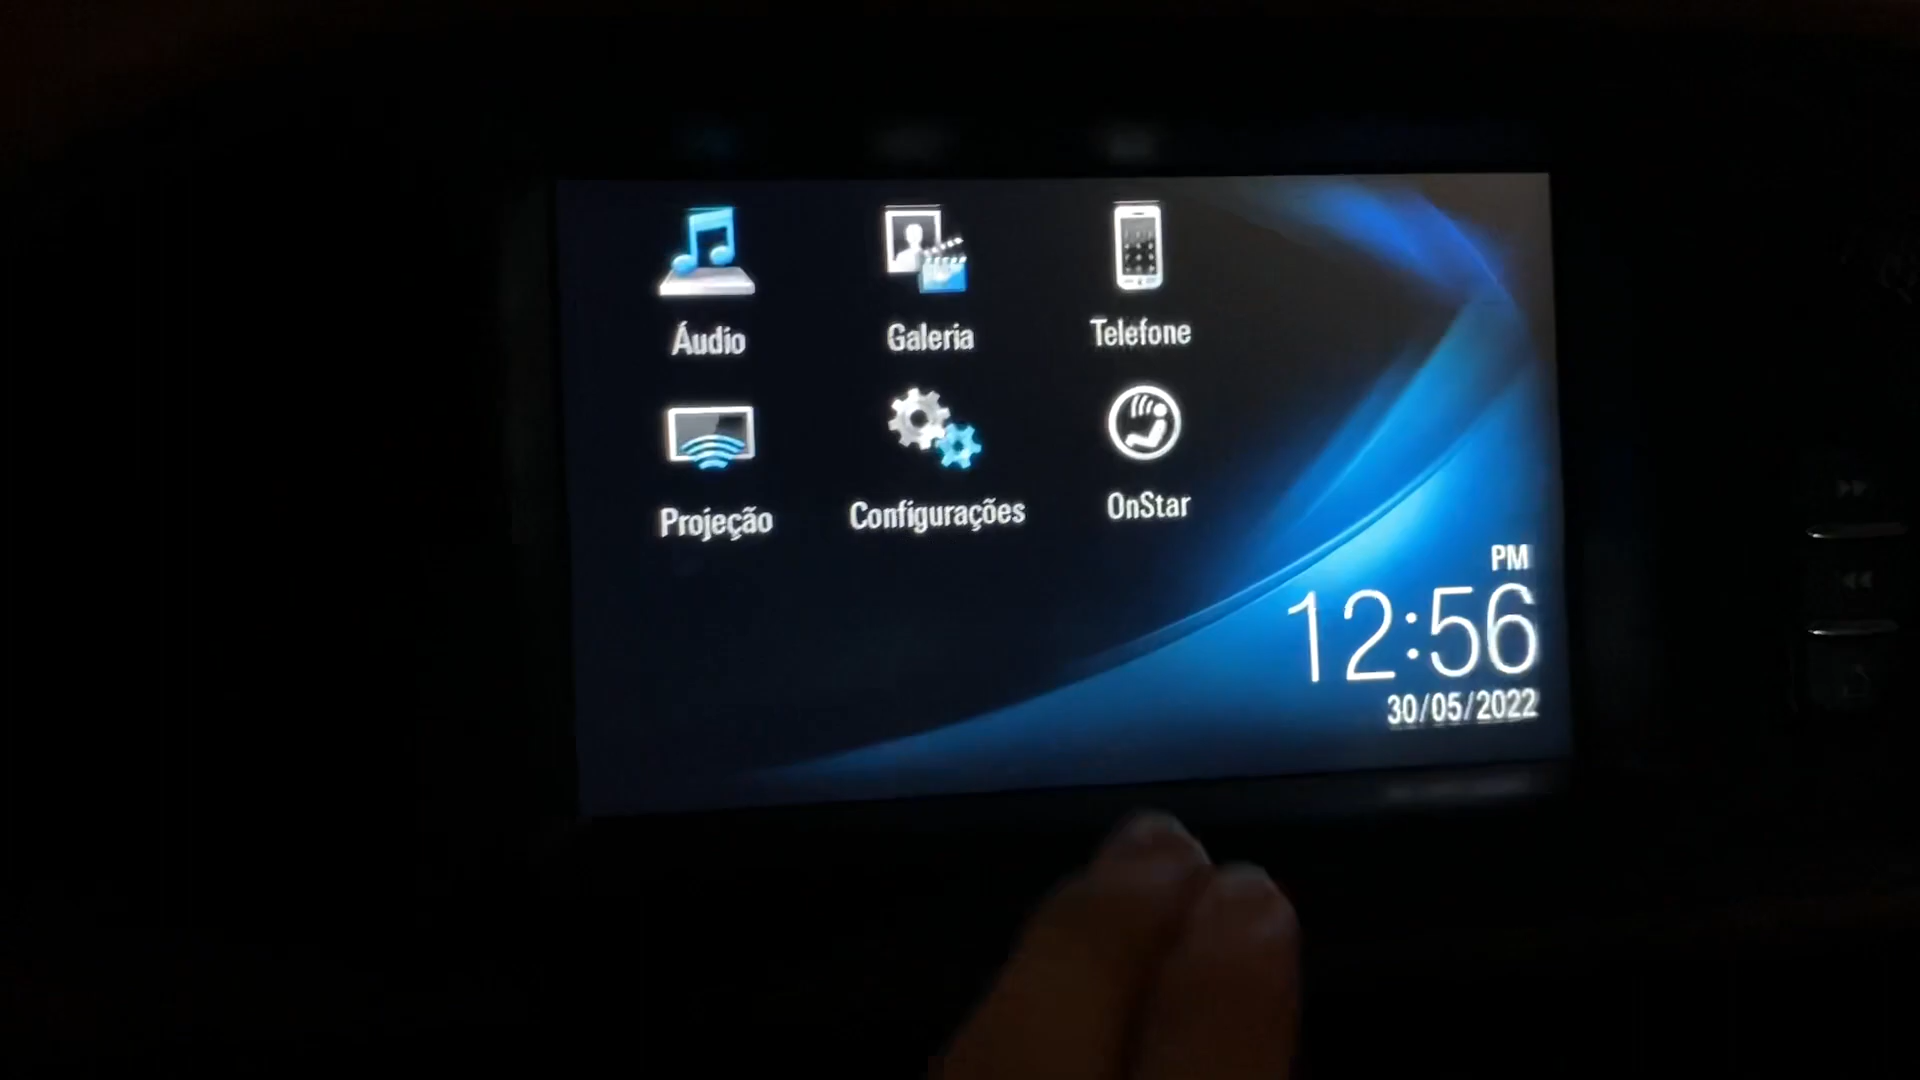 Áudio
Galeria
Telefone
Projeção
Configurações
OnStar
PM
12:56
30/05/2022